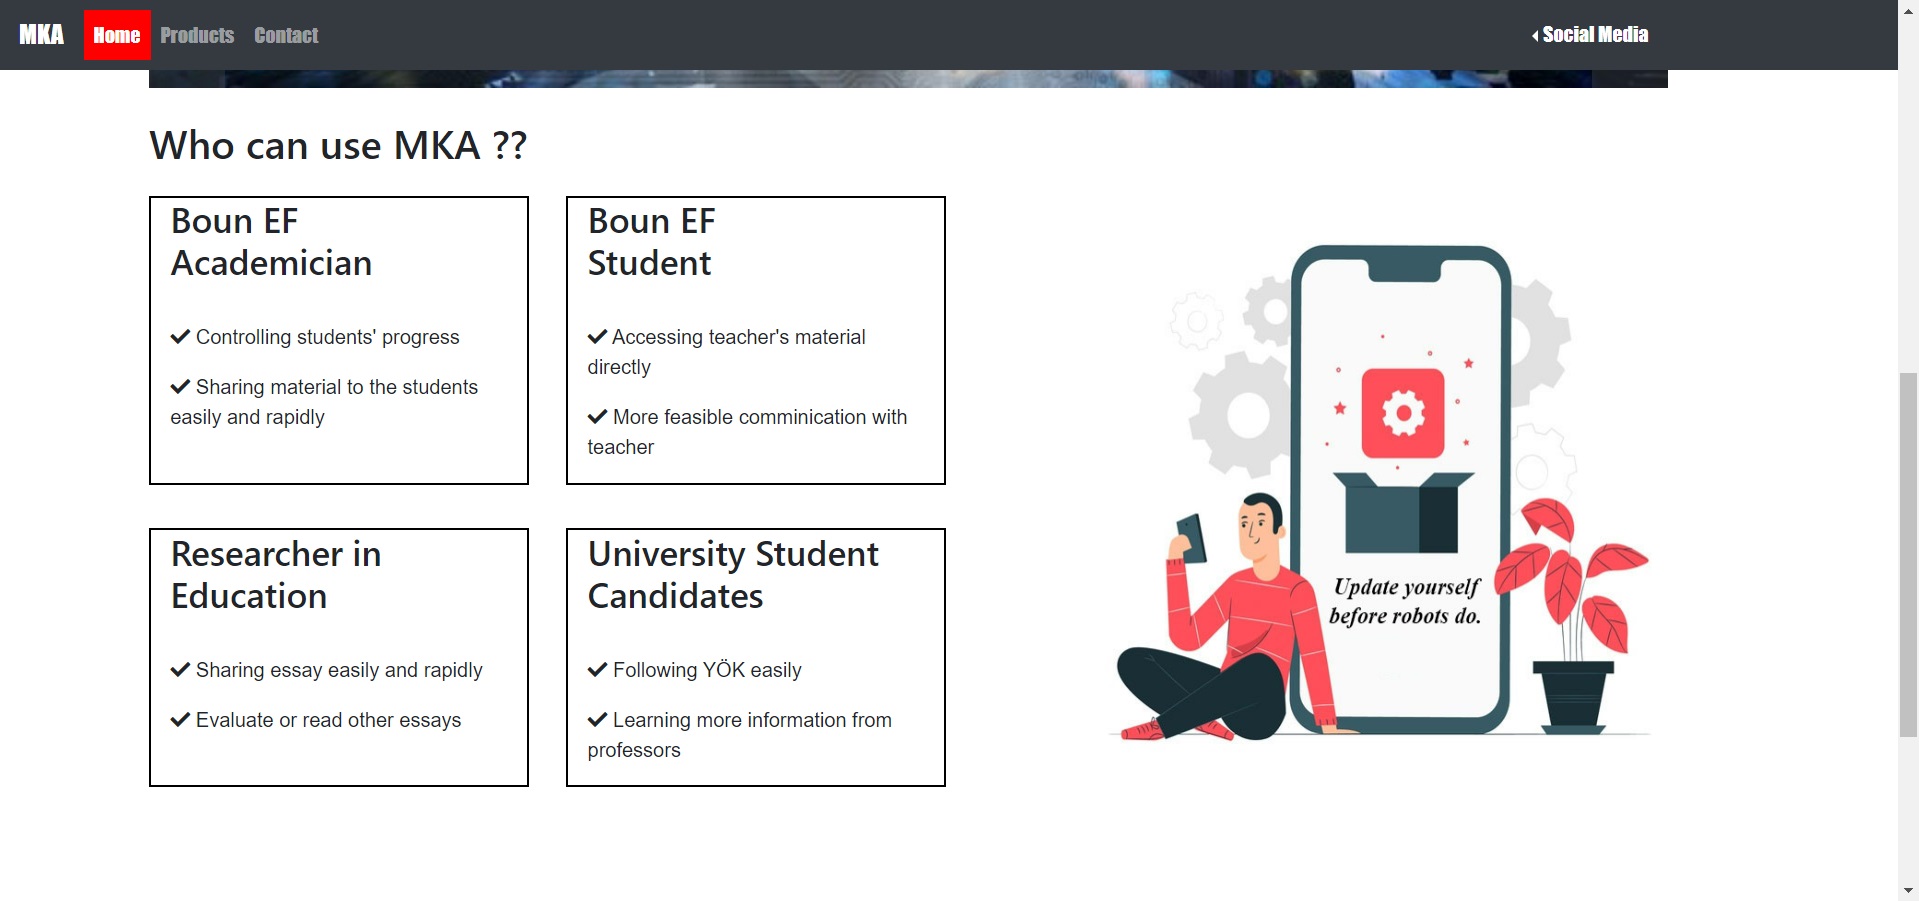 MKA Home Products Contact Social Media
Who can use MKA ??
Boun EF
Academician
Controlling students' progress
Sharing material to the students
easily and rapidly
Boun EF
Student
Accessing teacher's material
directly
More feasible comminication with
teacher
Researcher in
Education
Sharing essay easily and rapidly
Evaluate or read other essays
University Student
Candidates
Following YÖK easily
Learning more information from
professors
Update yourself
before robots do.